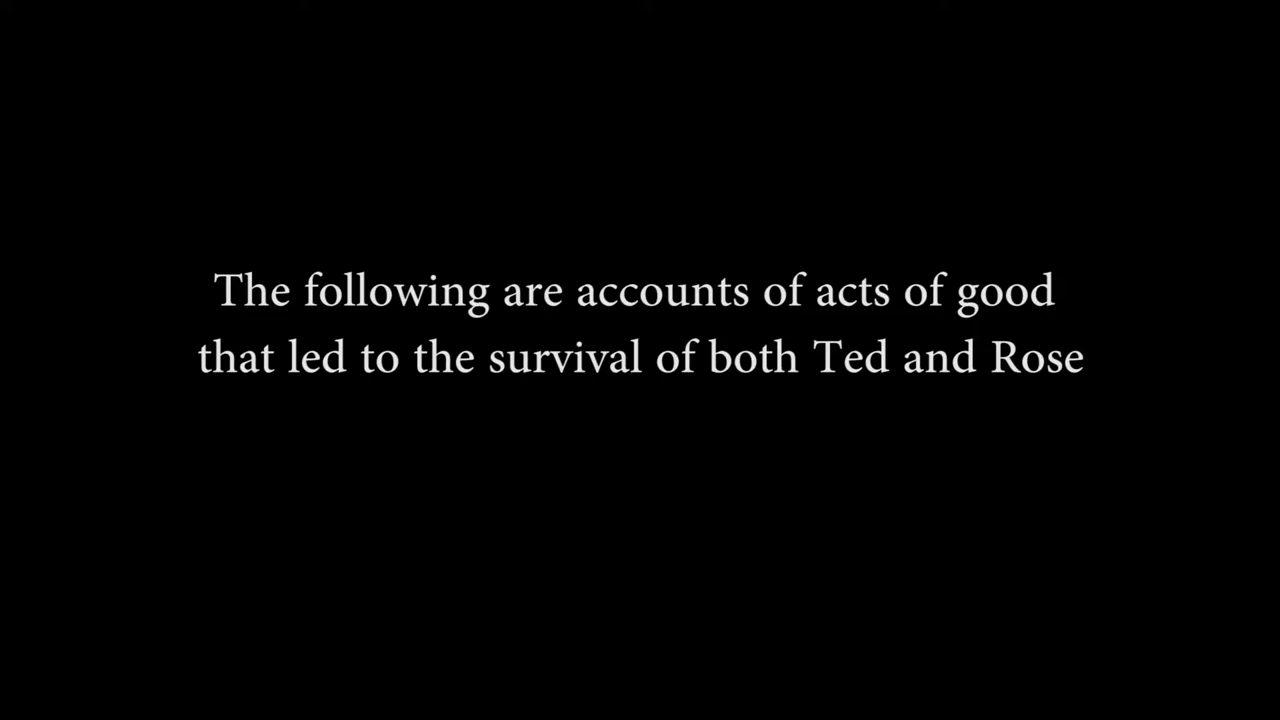 The following are accounts of acts of good
that led to the survival of both Ted and Rose